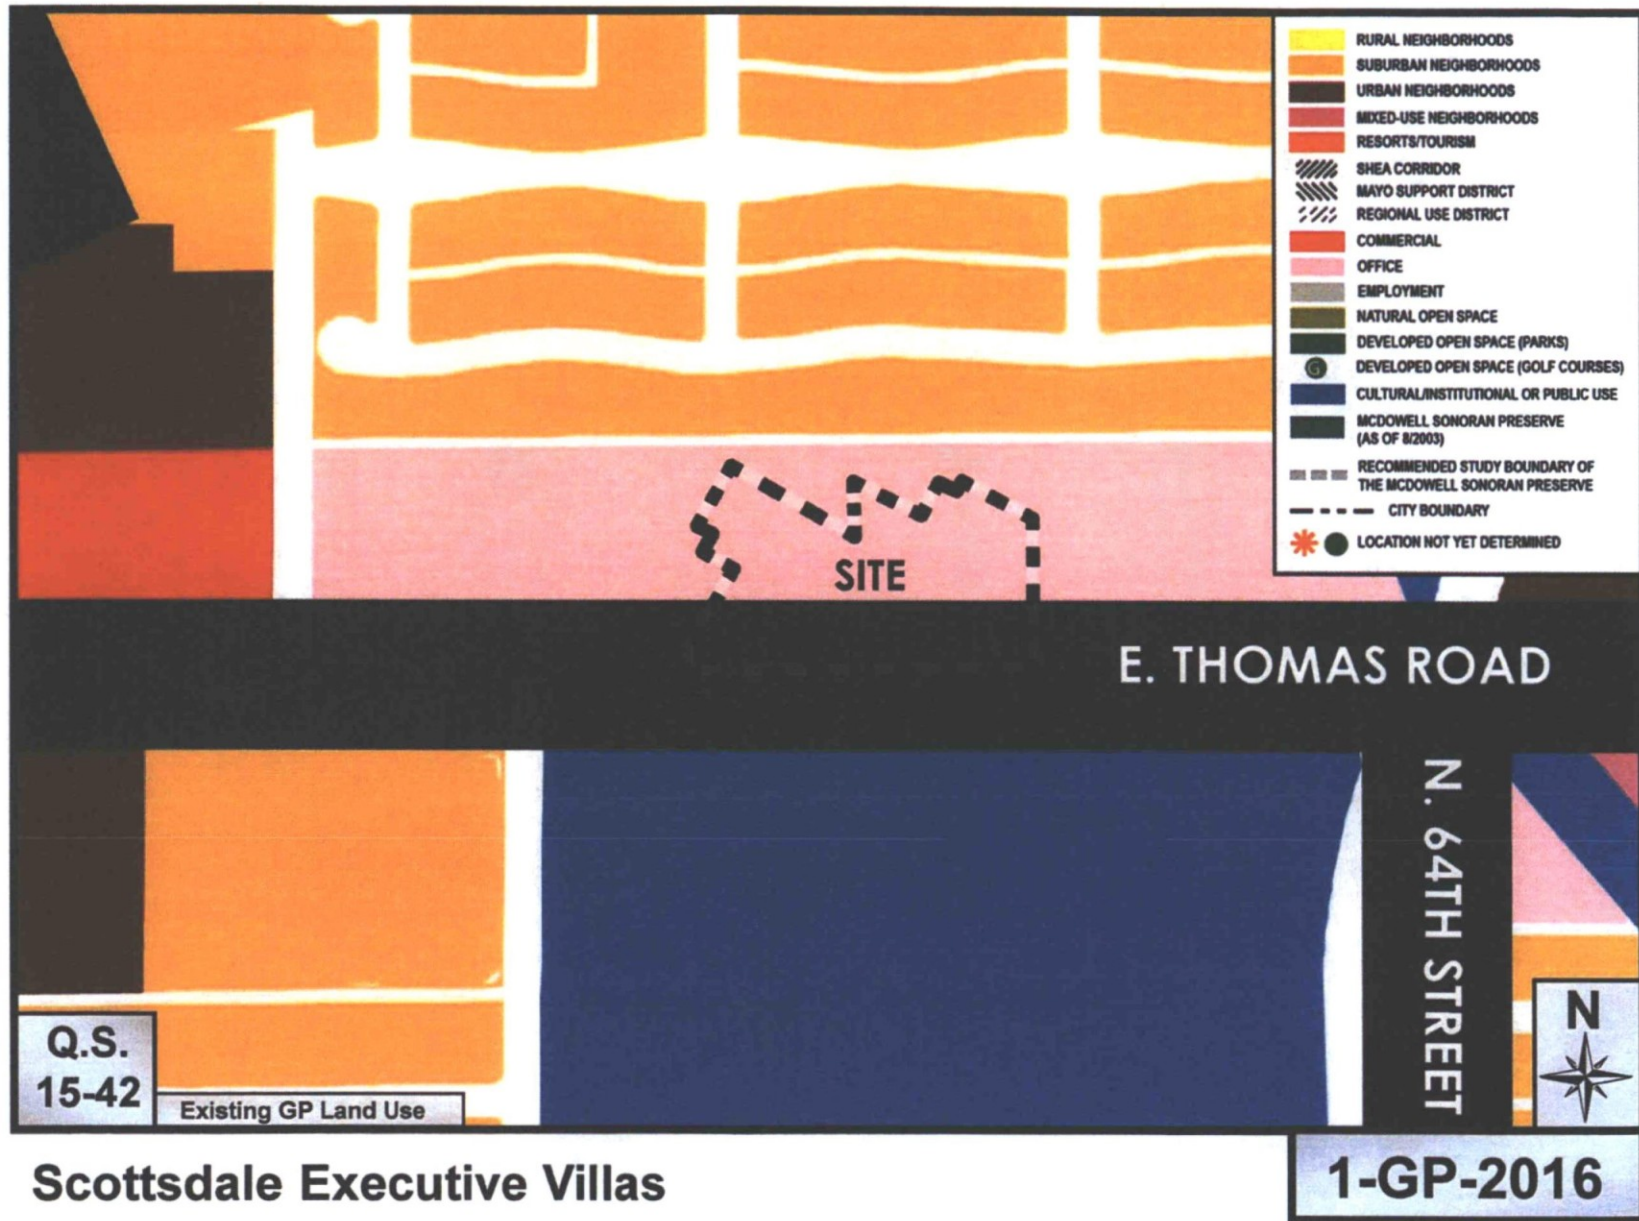 RURAL NEIGHBORHOODS
SUBURBAN NEIGHBORHOODS
URBAN NEIGHBORHOODS
MIXED-USE NEIGHBORHOODS
RESORTS/TOURISM
SHEA CORRIDOR
MAYO SUPPORT DISTRICT
REGIONAL USE DISTRICT
COMMERCIAL
OFFICE
EMPLOYMENT
NATURAL OPEN SPACE
DEVELOPED OPEN SPACE (PARKS)
G DEVELOPED OPEN SPACE (GOLF COURSES)
CULTURAL/INSTITUTIONAL OR PUBLIC USE
MCDOWELL SONORAN PRESERVE
(AS OF 8/2003)
RECOMMENDED STUDY BOUNDARY OF
THE MCDOWELL SONORAN PRESERVE
CITY BOUNDARY
LOCATION NOT YET DETERMINED
SITE
E. THOMAS ROAD
N. 64TH STREET
N
Q.S.
15-42
Existing GP Land Use
Scottsdale Executive Villas
1-GP-2016